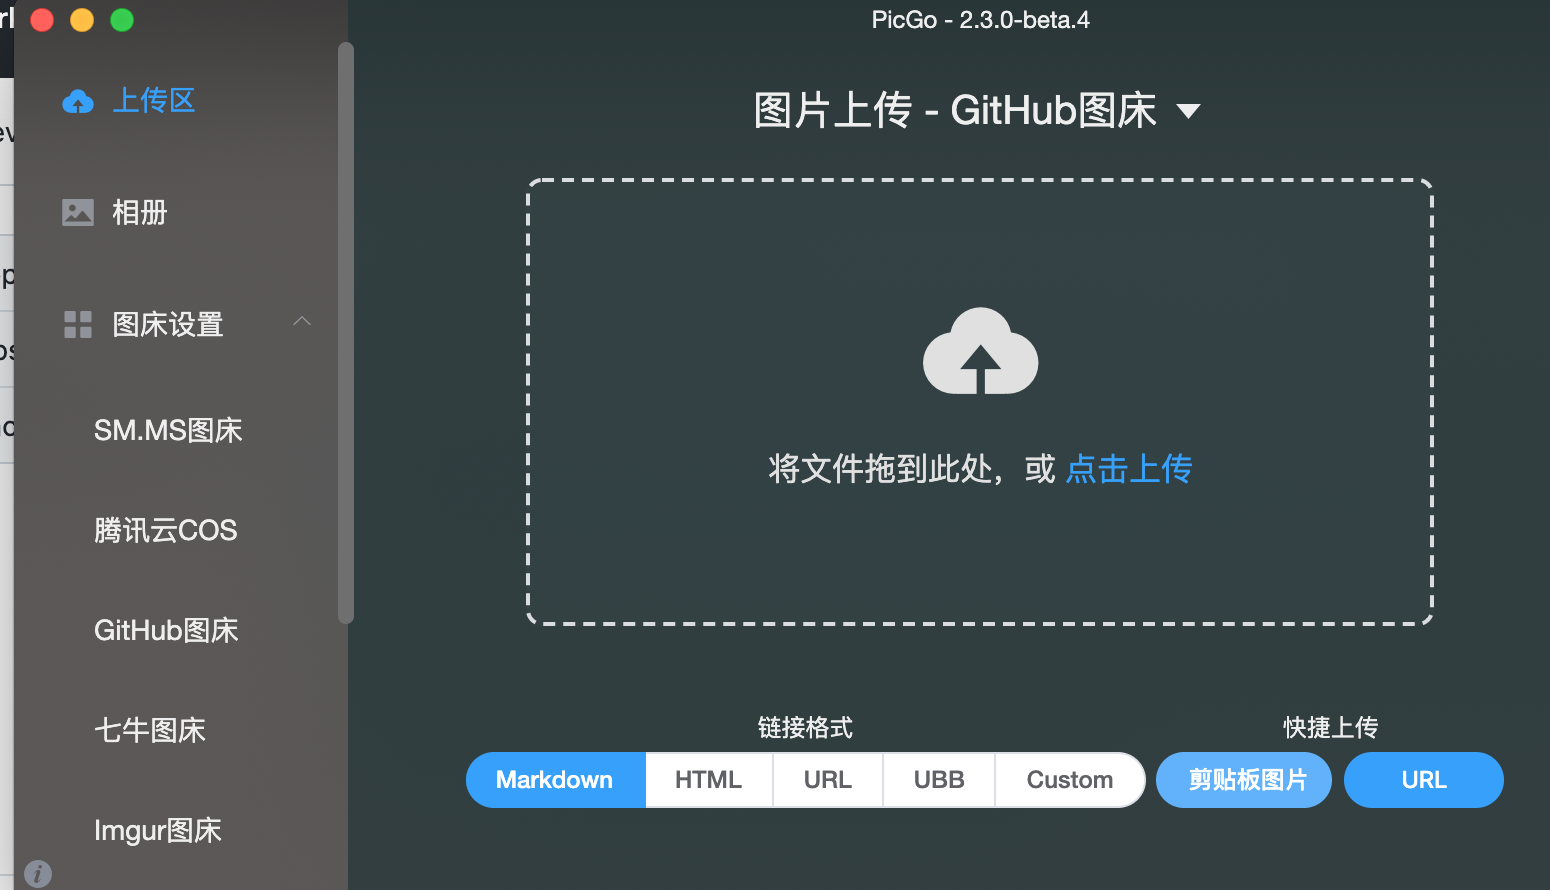 PicGo - 2.3.0-beta.4
上传区
相册
图床设置
SM.MS图床
腾讯云COS
GitHub图床
七牛图床
Imgur图床
图片上传 - GitHub图床
将文件拖到此处，或 点击上传
链接格式
Markdown
HTML
URL
UBB
Custom
快捷上传
剪贴板图片
URL